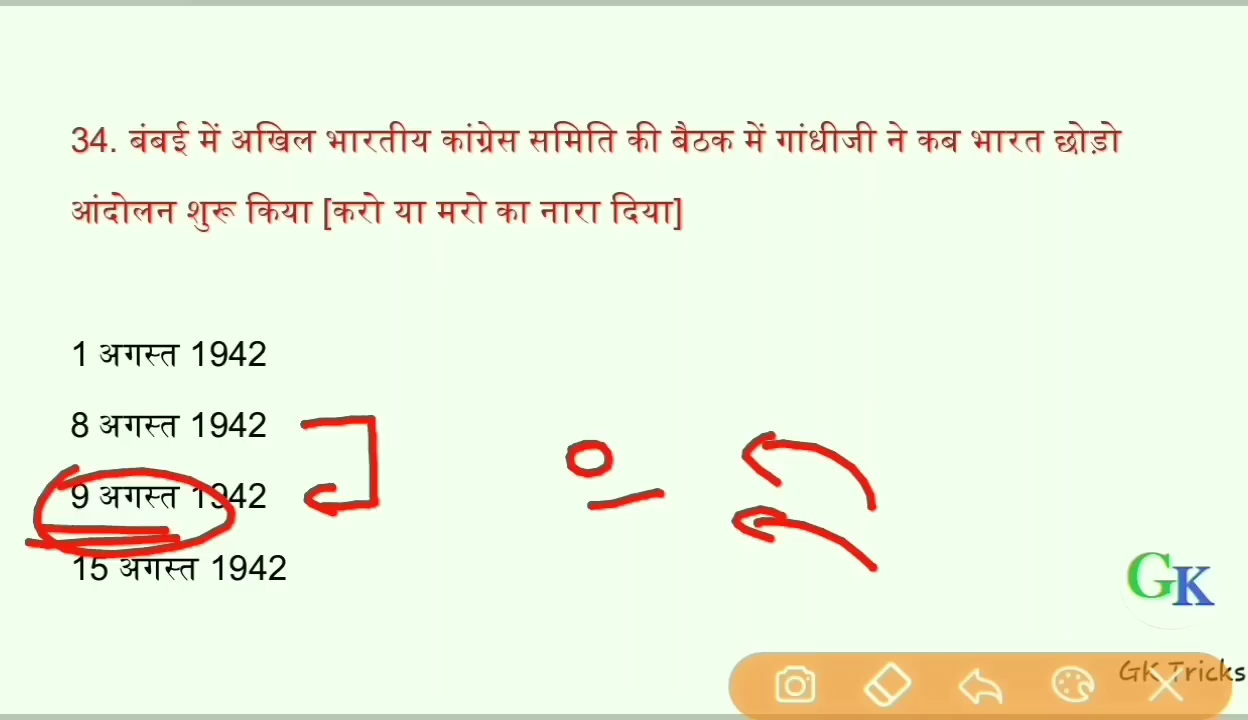 34. बंबई में अखिल भारतीय कांग्रेस समिति की बैठक में गांधीजी ने कब भारत छोड़ो
आंदोलन शुरू किया [करो या मरो का नारा दिया]
1 अगस्त 1942
8 अगस्त 1942
9 अगस्त 1942
15 अगस्त 1942
GK
GK Tricks